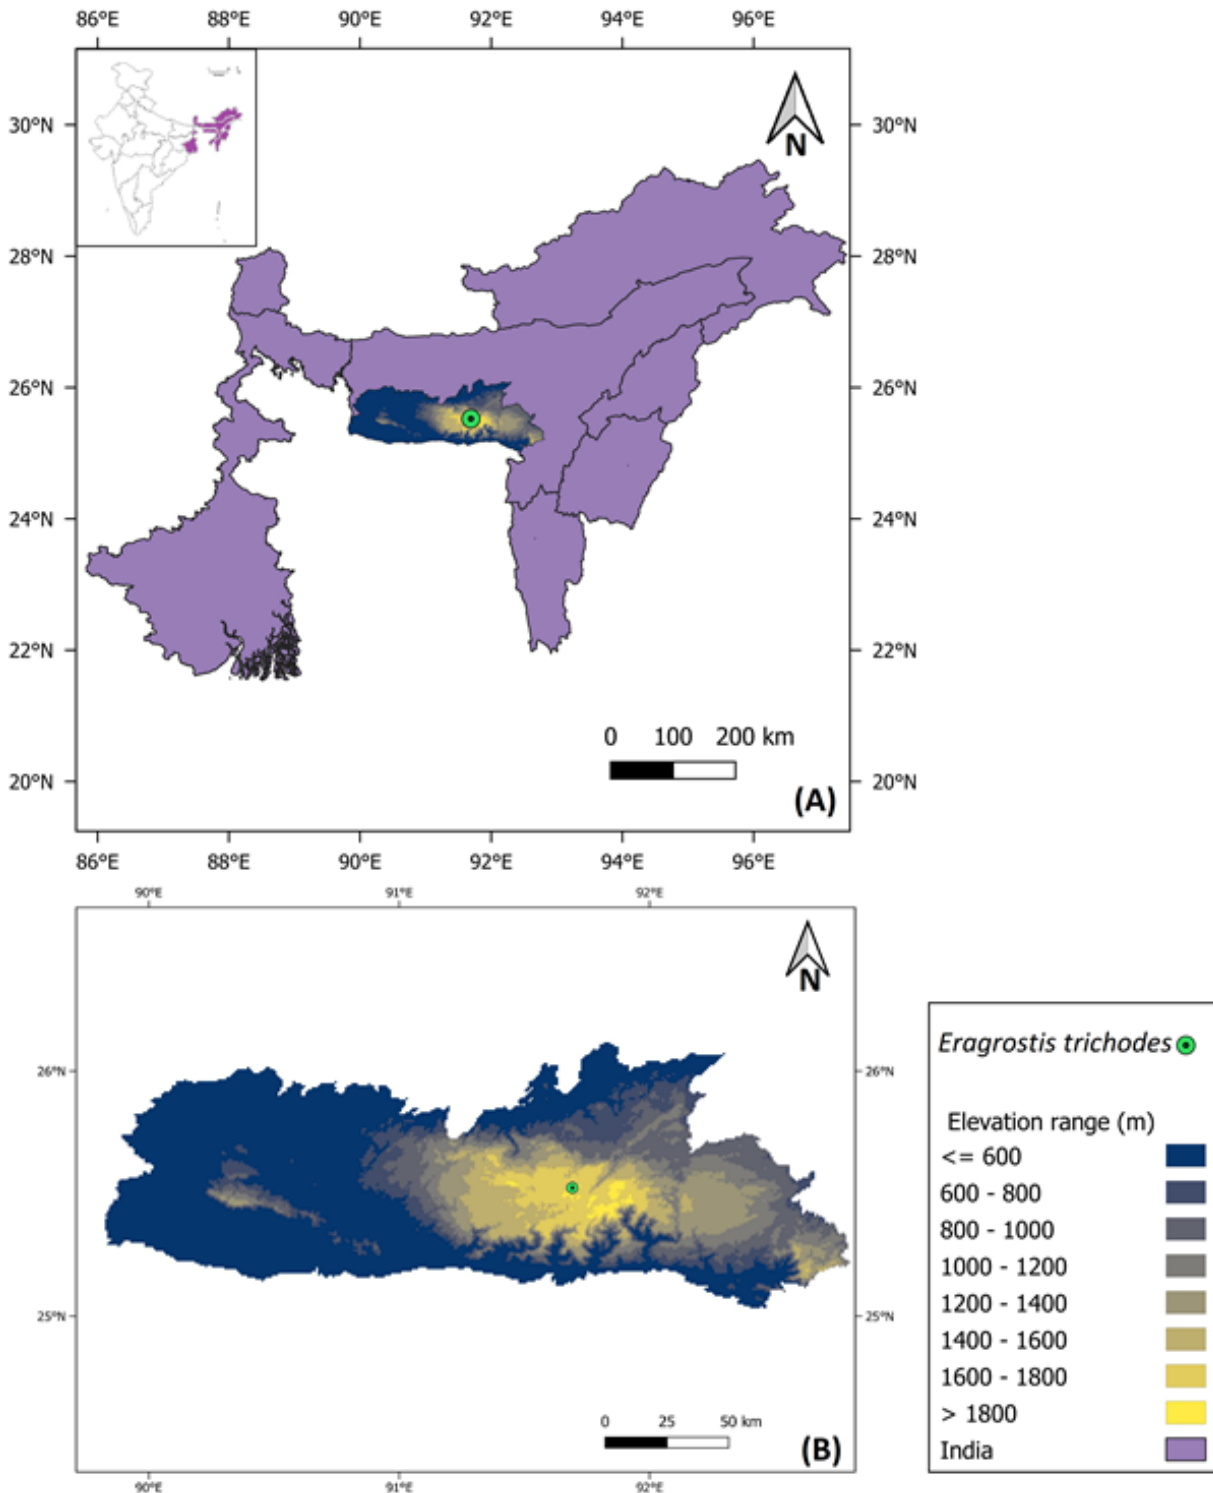 86°E 88°E 90°E 92°E 94°E 96°E
N
30°N 30°N
28°N 28°N
26°N 26°N
24°N 24°N
22°N 22°N
0 100 200 km
20°N 20°N
(A)
86°E 88°E 90°E 92°E 94°E 96°E
90°E 91°E 92°E
N
26°N 26°N
25°N 25°N
0 25 50 km
(B)
90°E 91°E 92°E
Eragrostis trichodes
Elevation range (m)
<= 600
600 - 800
800 - 1000
1000 - 1200
1200 - 1400
1400 - 1600
1600 - 1800
> 1800
India